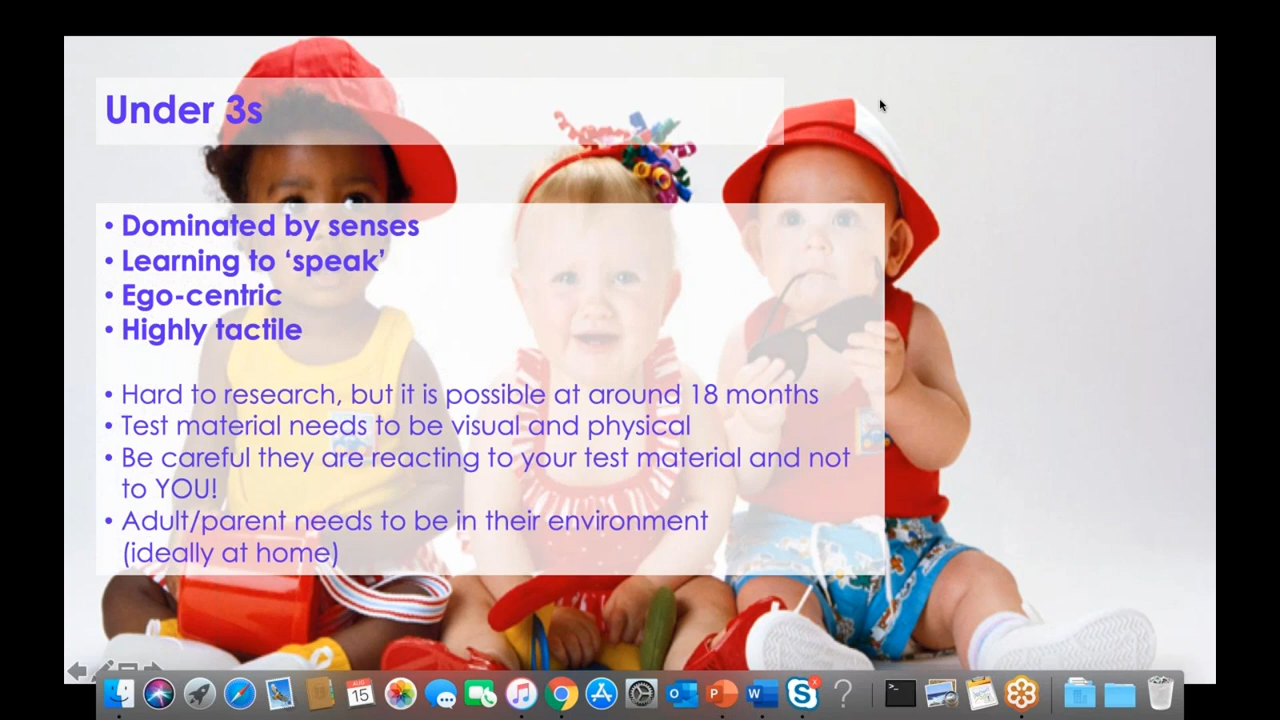 Under 3s
• Dominated by senses
• Learning to ‘speak’
• Ego-centric
• Highly tactile
• Hard to research, but it is possible at around 18 months
• Test material needs to be visual and physical
• Be careful they are reacting to your test material and not
to YOU!
• Adult/parent needs to be in their environment
(ideally at home)
AUG
15